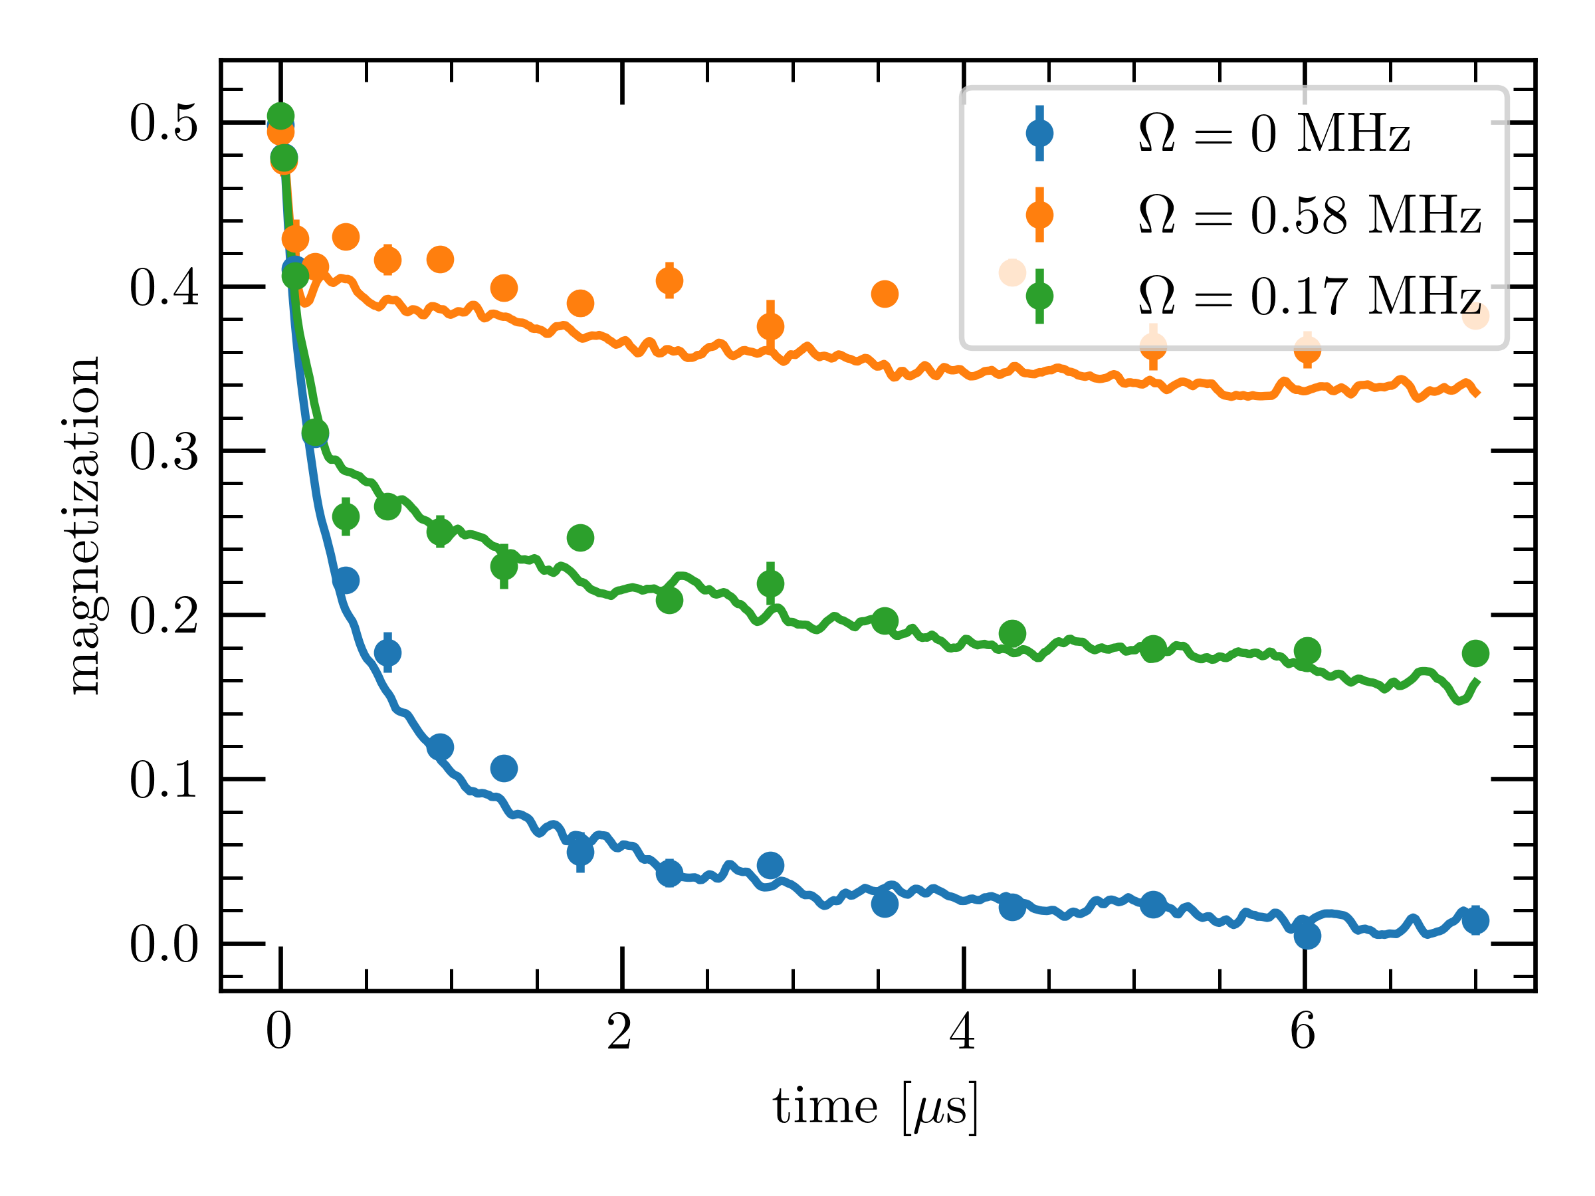 0.5
0.4
0.3
0.2
0.1
0.0
magnetization
Ω = 0 MHz
Ω = 0.58 MHz
Ω = 0.17 MHz
0 2 4 6
time [μs]